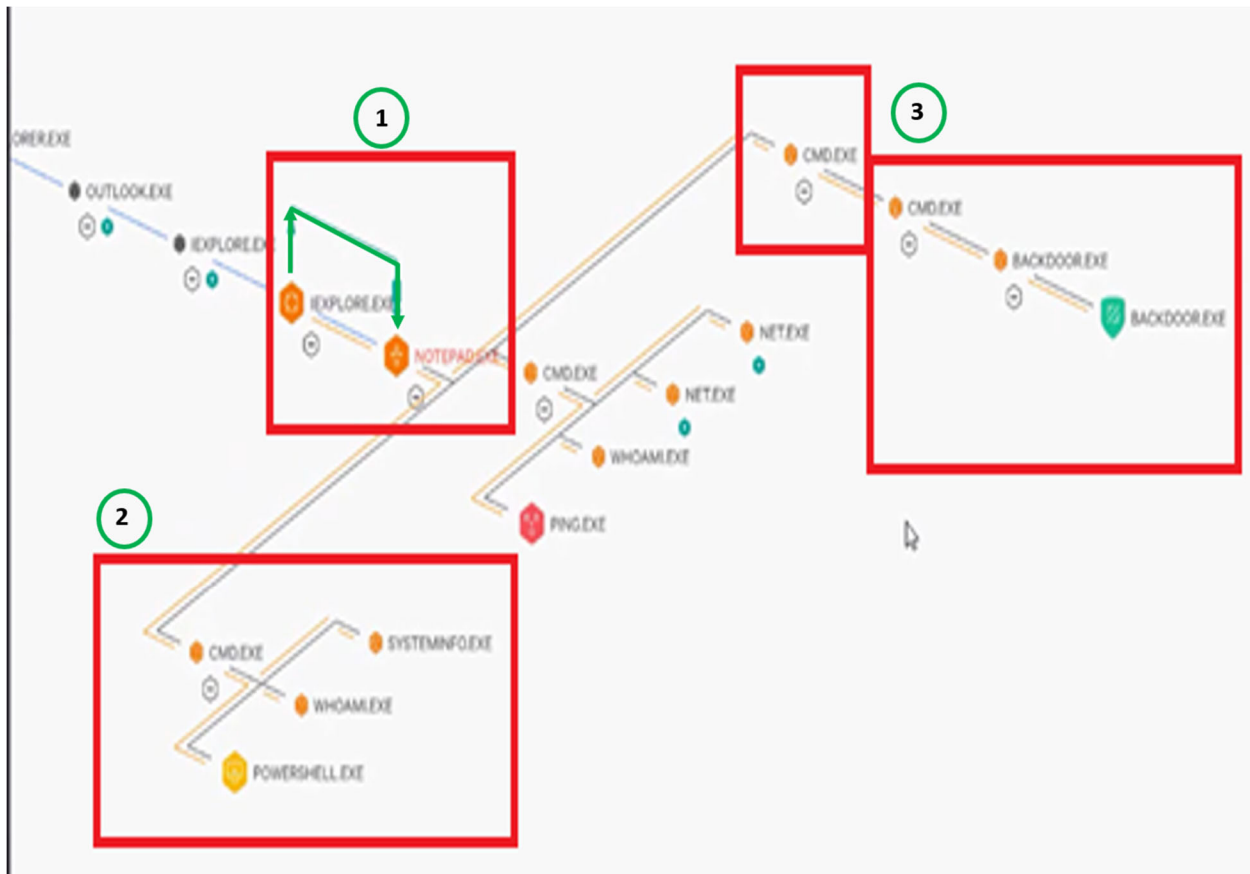 1
3
ORER.EXE
CMD.EXE
OUTLOOK.EXE
CMD.EXE
IEXPLORE.EXE
BACKDOOR.EXE
IEXPLORE.EXE
BACKDOOR.EXE
NET.EXE
NOTEPAD.EXE
CMD.EXE
NET.EXE
WHOAMI.EXE
2
PING.EXE
SYSTEMINFO.EXE
CMD.EXE
WHOAMI.EXE
POWERSHELL.EXE